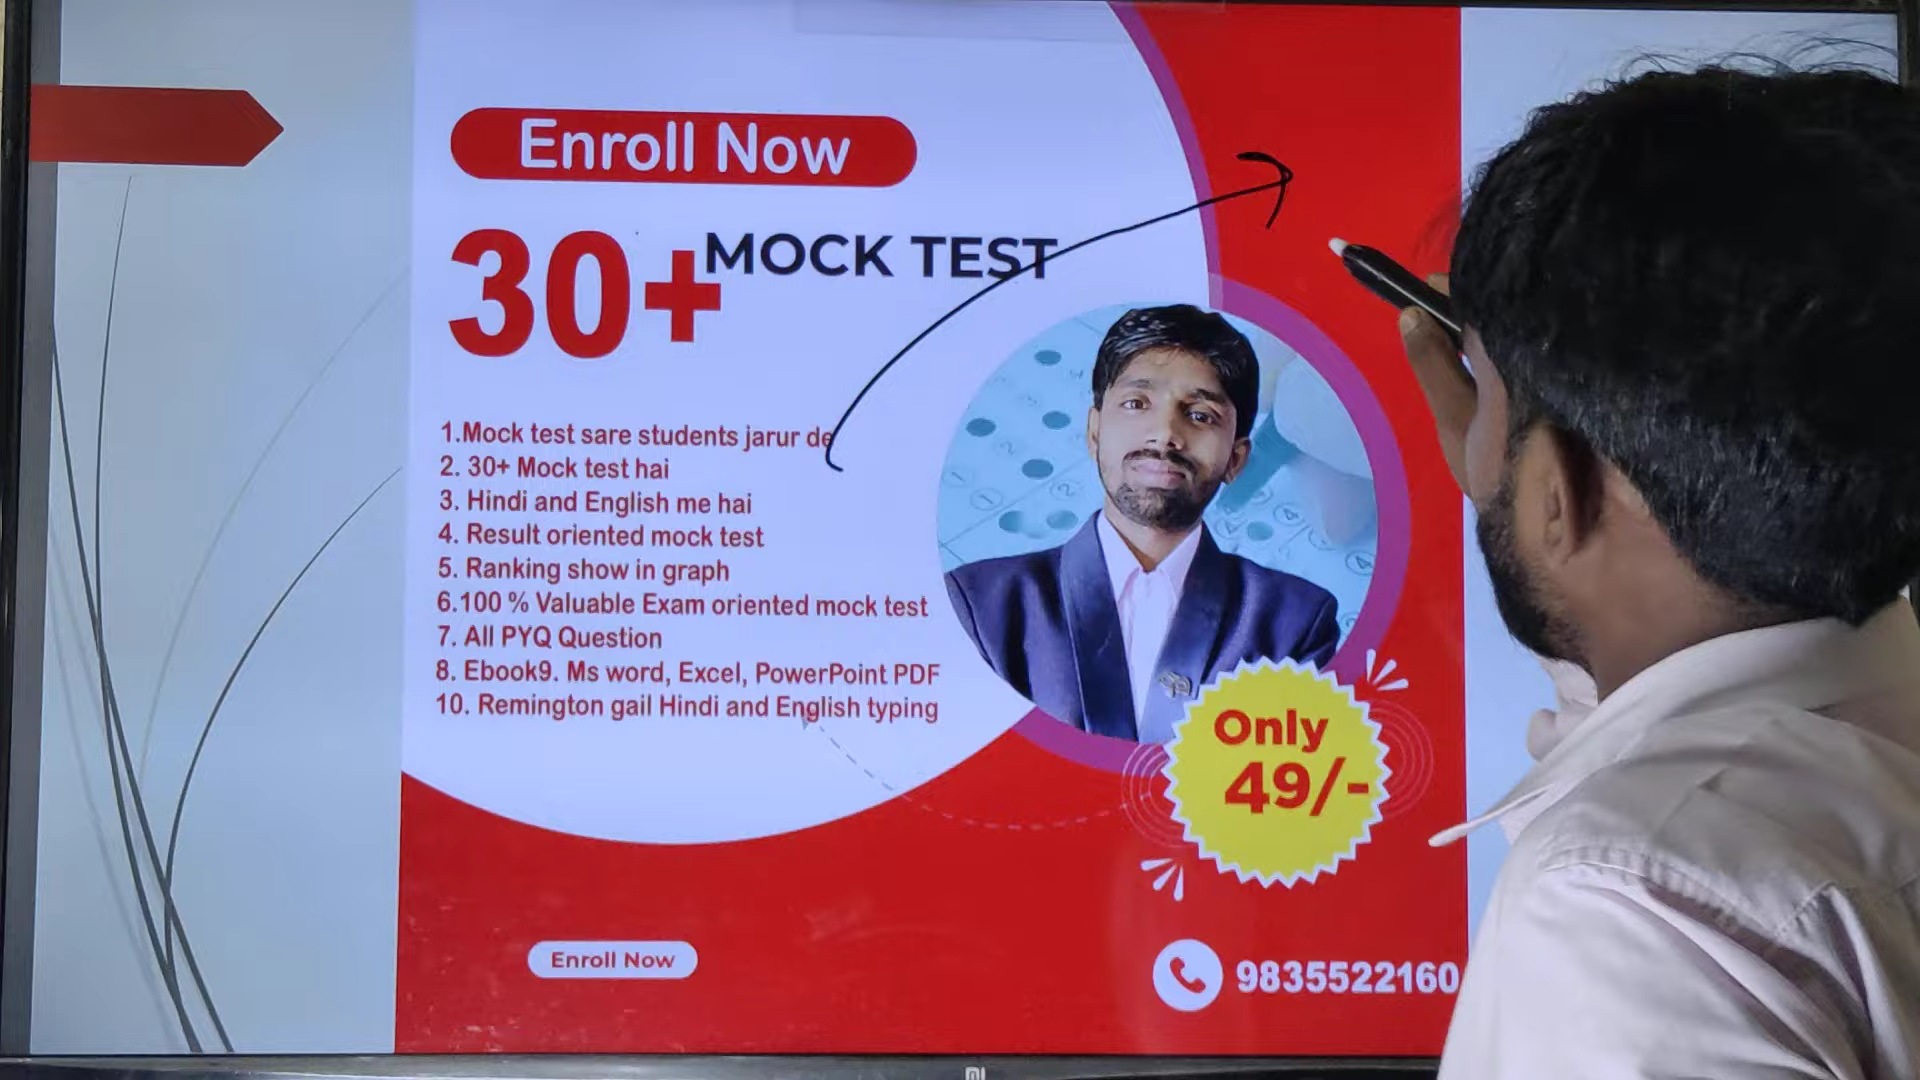 Enroll Now
30+ MOCK TEST
1.Mock test sare students jarur de
2. 30+ Mock test hai
3. Hindi and English me hai
4. Result oriented mock test
5. Ranking show in graph
6.100 % Valuable Exam oriented mock test
7. All PYQ Question
8. Ebook9. Ms word, Excel, PowerPoint PDF
10. Remington gail Hindi and English typing
Only
49/-
Enroll Now
9835522160